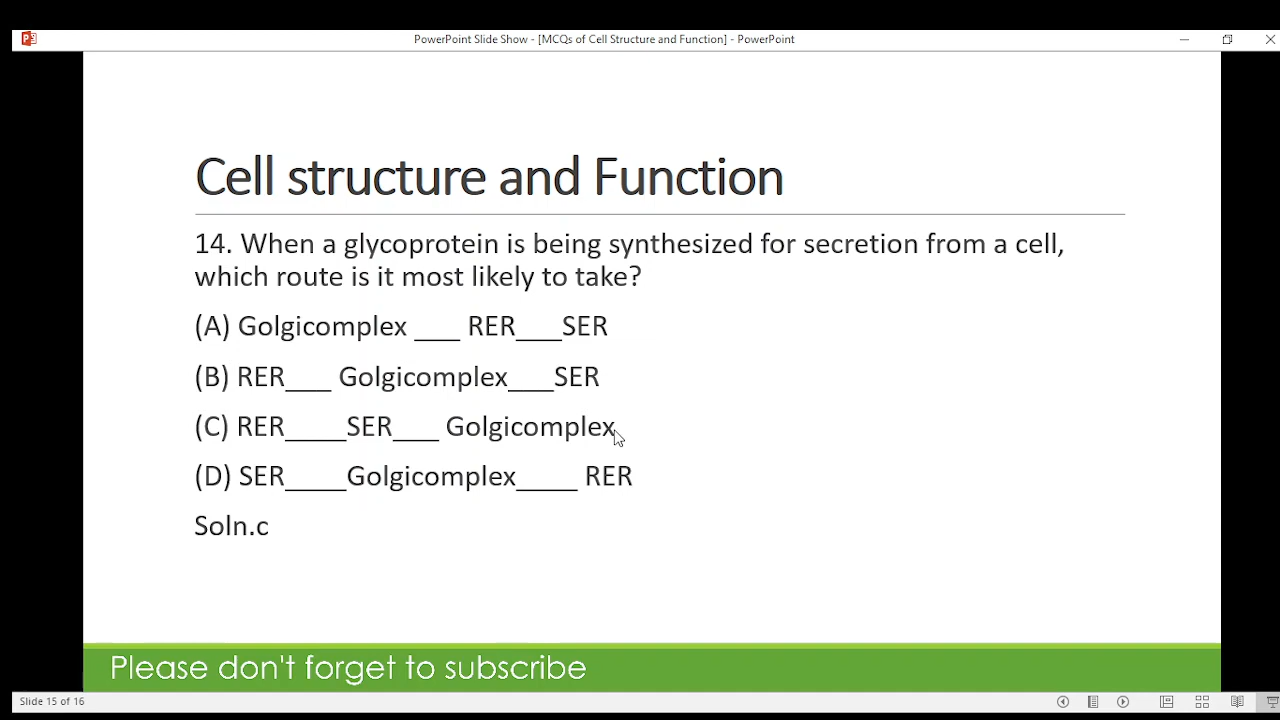 PowerPoint Slide Show - [MCQs of Cell Structure and Function] - PowerPoint
Cell structure and Function
14. When a glycoprotein is being synthesized for secretion from a cell,
which route is it most likely to take?
(A) Golgicomplex ___ RER___SER
(B) RER___ Golgicomplex___SER
(C) RER____SER___ Golgicomplex
(D) SER____Golgicomplex____ RER
Soln.c
Please don't forget to subscribe
Slide 15 of 16